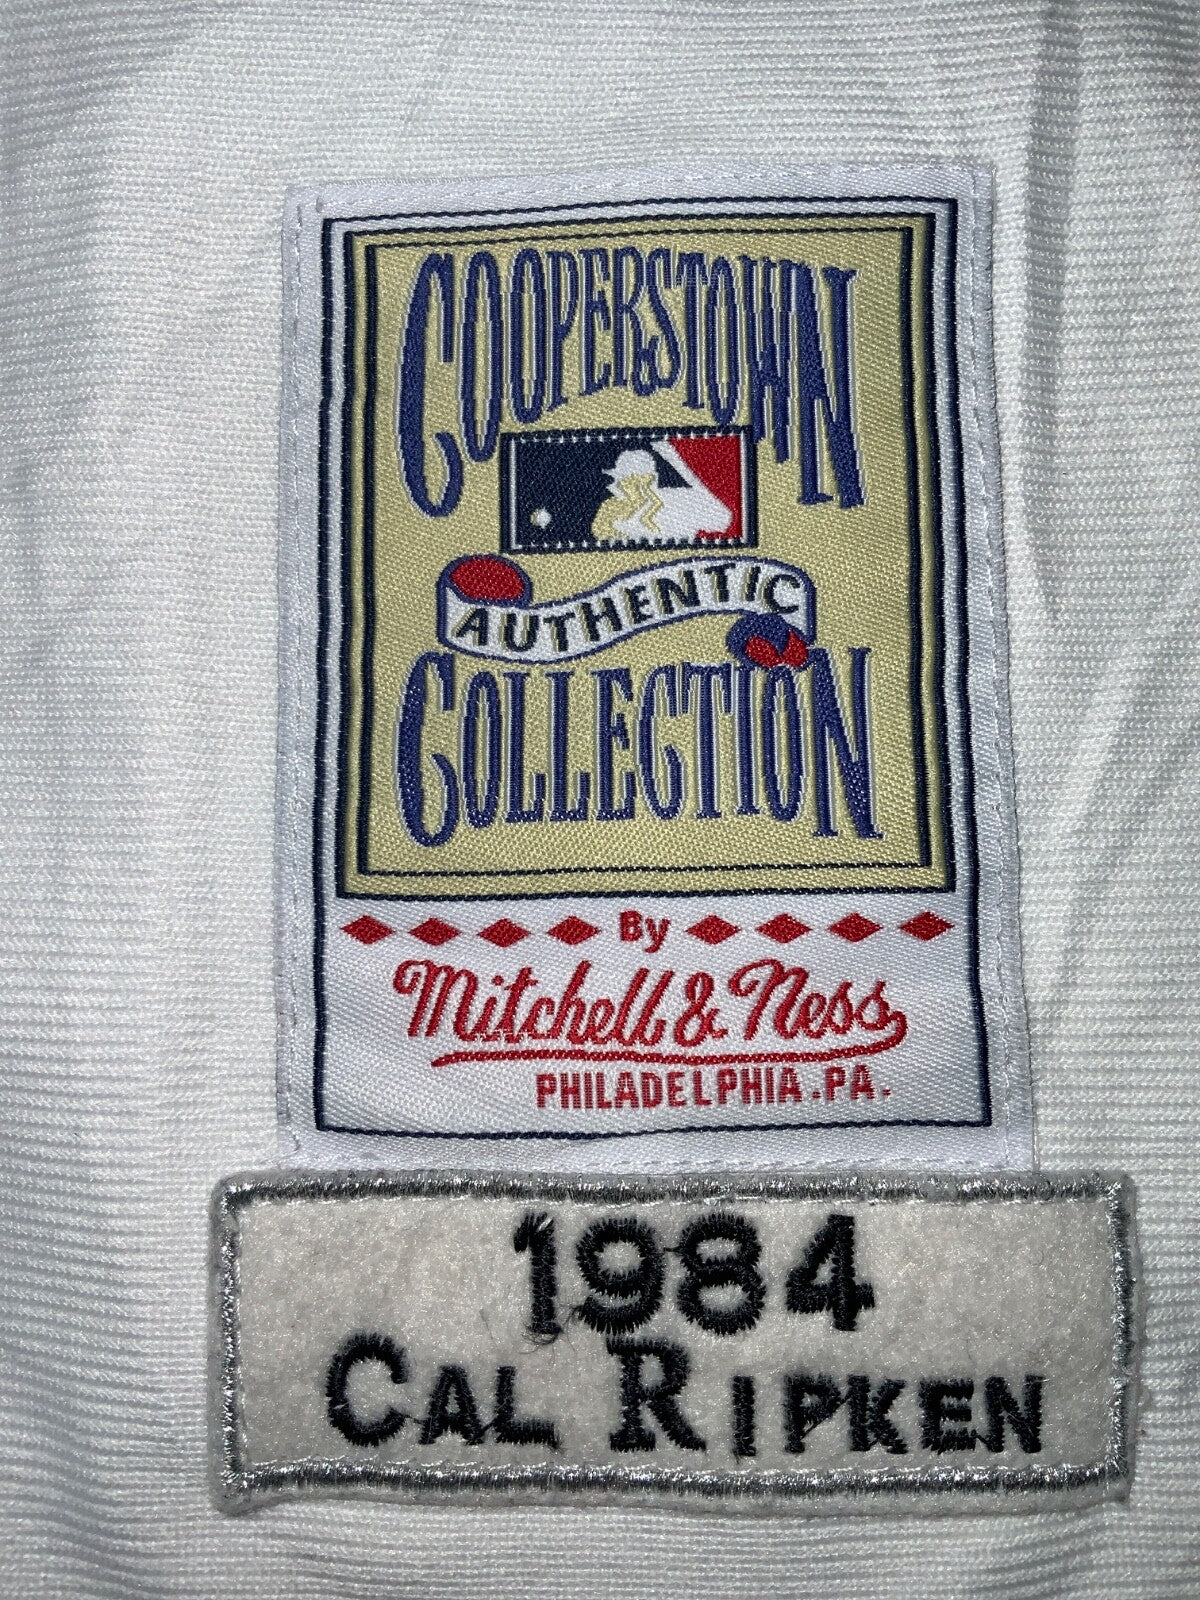 COOPERSTOWN
AUTHENTIC
COLLECTION
By
Mitchell & Ness
PHILADELPHIA.PA.
1984
CAL RIPKEN